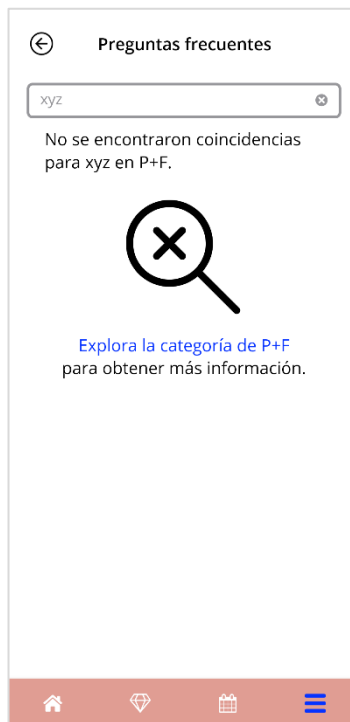 Preguntas frecuentes
xyz
No se encontraron coincidencias
para xyz en P+F.
Explora la categoría de P+F
para obtener más información.